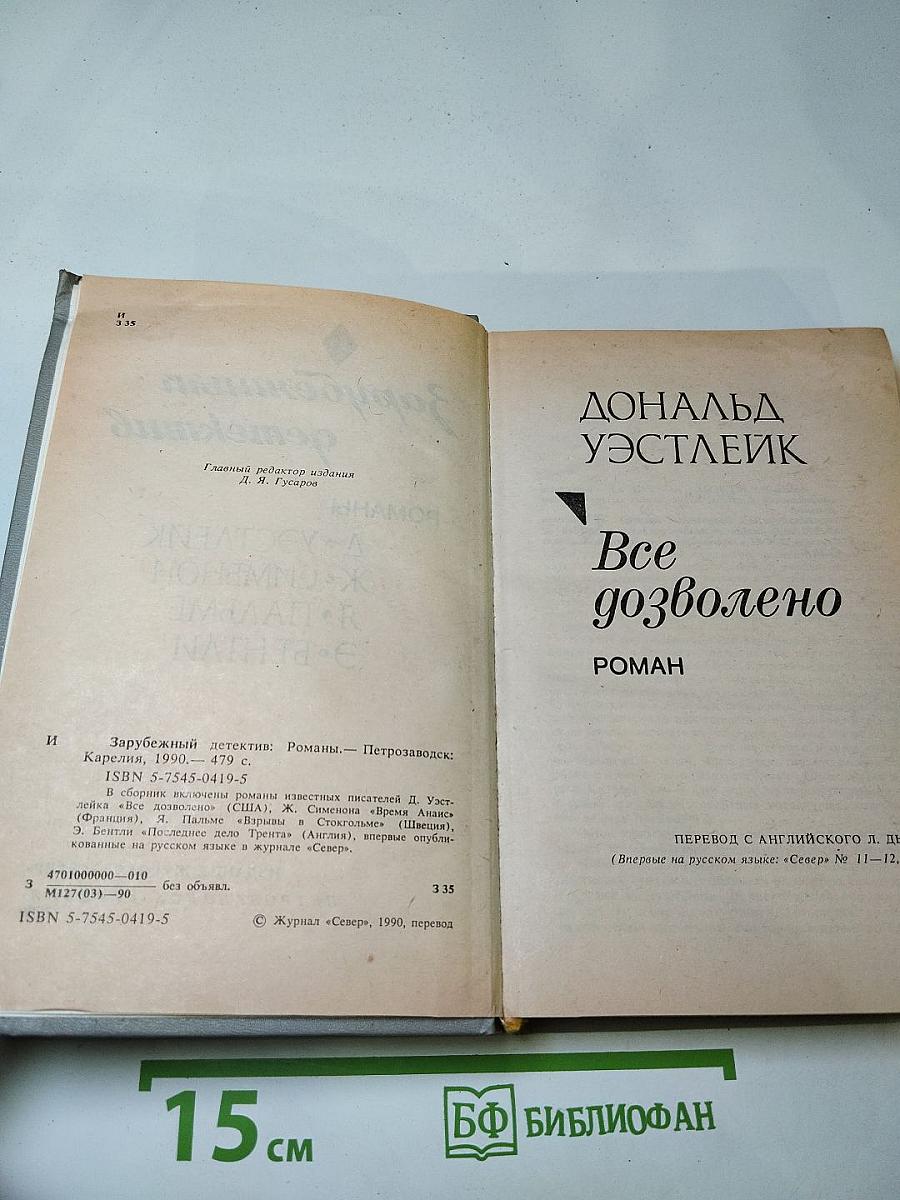 И
З 35
Главный редактор издания
Д. Я. Гусаров
И Зарубежный детектив: Романы.— Петрозаводск:
Карелия, 1990.— 479 с.
ISBN 5-7545-0419-5
В сборник включены романы известных писателей Д. Уэст-
лейка «Все дозволено» (США), Ж. Сименона «Время Анаис»
(Франция), Я. Пальме «Взрывы в Стокгольме» (Швеция),
Э. Бентли «Последнее дело Трента» (Англия), впервые опубли-
кованные на русском языке в журнале «Север».
З 4701000000—010 без объявл. З 35
М127(03)—90
ISBN 5-7545-0419-5
© Журнал «Север», 1990, перевод
ДОНАЛЬД
УЭСТЛЕЙК
Все
дозволено
РОМАН
ПЕРЕВОД С АНГЛИЙСКОГО Л.
(Впервые на русском языке: «Север» № 11—12,
15 см
БФ БИБЛИОФАН